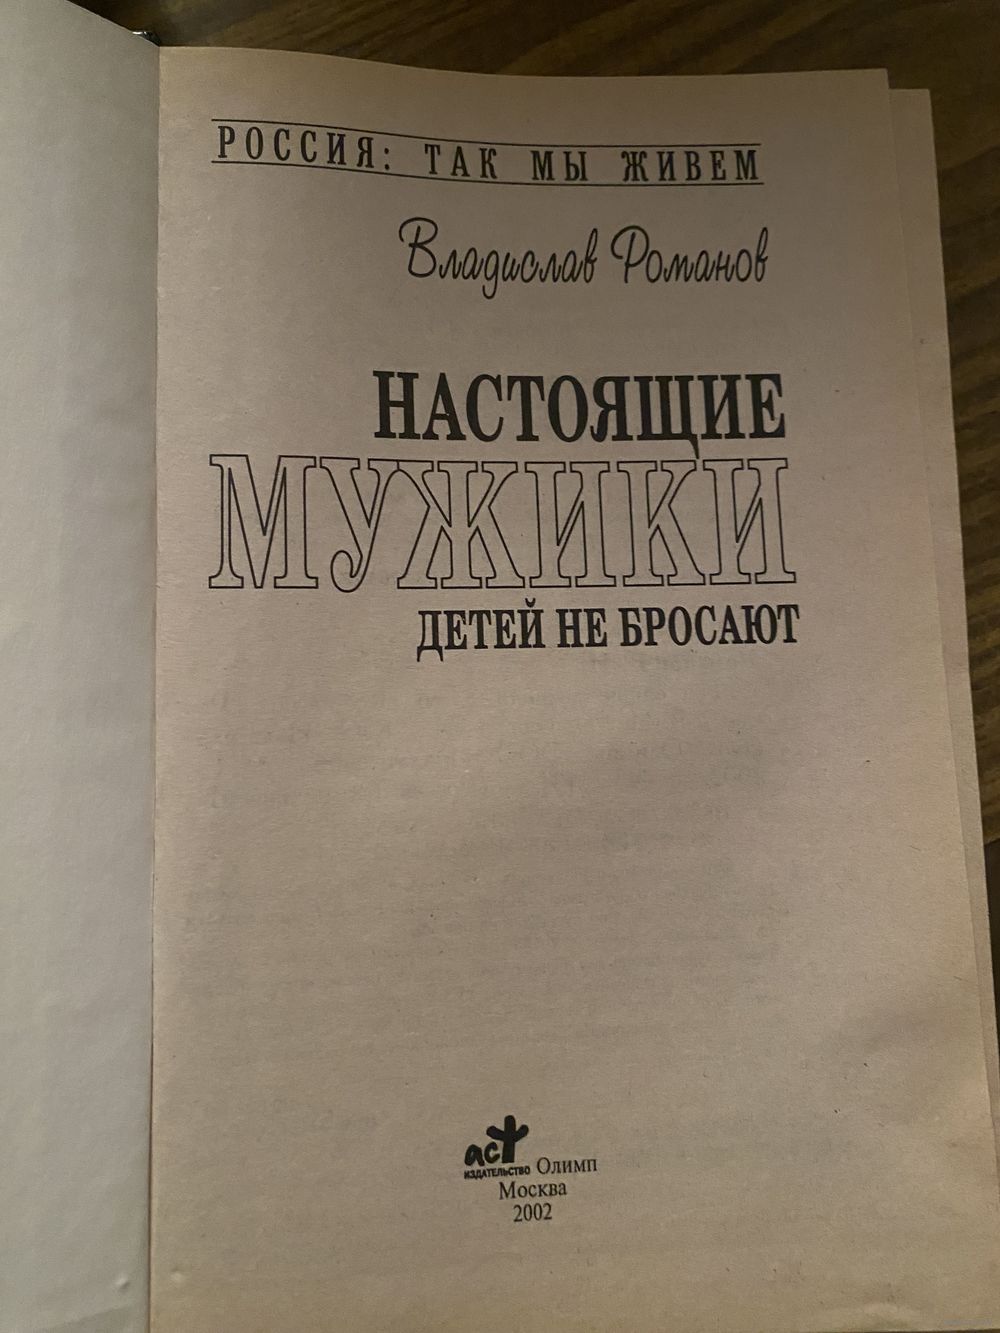 РОССИЯ: ТАК МЫ ЖИВЕМ
Владислав Романов
НАСТОЯЩИЕ
МУЖИКИ
ДЕТЕЙ НЕ БРОСАЮТ
аст
ИЗДАТЕЛЬСТВО Олимп
Москва
2002